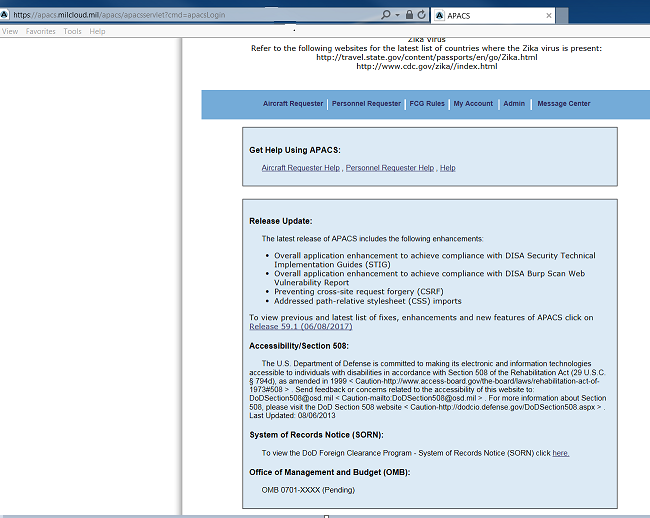 https://apacs.milcloud.mil/apacs/apacsservlet?cmd=apacsLogin
APACS
View Favorites Tools Help
Zika Virus
Refer to the following websites for the latest list of countries where the Zika virus is present:
http://travel.state.gov/content/passports/en/go/Zika.html
http://www.cdc.gov/zika//index.html
Aircraft Requester Personnel Requester FCG Rules My Account Admin Message Center
Get Help Using APACS:
Aircraft Requester Help , Personnel Requester Help , Help
Release Update:
The latest release of APACS includes the following enhancements:
• Overall application enhancement to achieve compliance with DISA Security Technical
Implementation Guides (STIG)
• Overall application enhancement to achieve compliance with DISA Burp Scan Web
Vulnerability Report
• Preventing cross-site request forgery (CSRF)
• Addressed path-relative stylesheet (CSS) imports
To view previous and latest list of fixes, enhancements and new features of APACS click on
Release 59.1 (06/08/2017)
Accessibility/Section 508:
The U.S. Department of Defense is committed to making its electronic and information technologies
accessible to individuals with disabilities in accordance with Section 508 of the Rehabilitation Act (29 U.S.C.
§ 794d), as amended in 1999 < Caution-http://www.access-board.gov/the-board/laws/rehabilitation-act-of-
1973#508 > . Send feedback or concerns related to the accessibility of this website to:
DoDSection508@osd.mil < Caution-mailto:DoDSection508@osd.mil > . For more information about Section
508, please visit the DoD Section 508 website < Caution-http://dodcio.defense.gov/DoDSection508.aspx > .
Last Updated: 08/06/2013
System of Records Notice (SORN):
To view the DoD Foreign Clearance Program - System of Records Notice (SORN) click here.
Office of Management and Budget (OMB):
OMB 0701-XXXX (Pending)